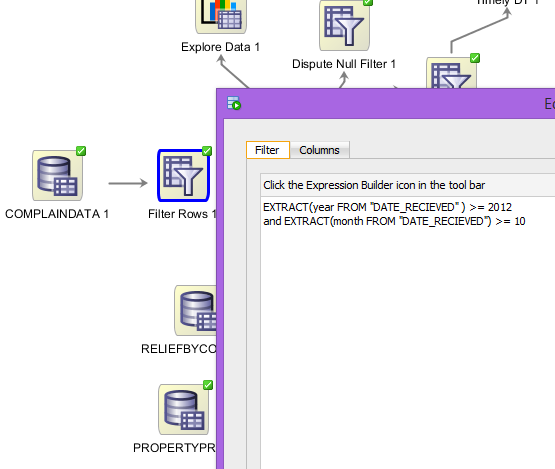 Timely DT 1
Explore Data 1
Dispute Null Filter 1
Ed
Filter Columns
COMPLAINDATA 1
Filter Rows 1
Click the Expression Builder icon in the tool bar
EXTRACT(year FROM "DATE_RECIEVED" ) >= 2012
and EXTRACT(month FROM "DATE_RECIEVED") >= 10
RELIEFBYCO
PROPERTYPR